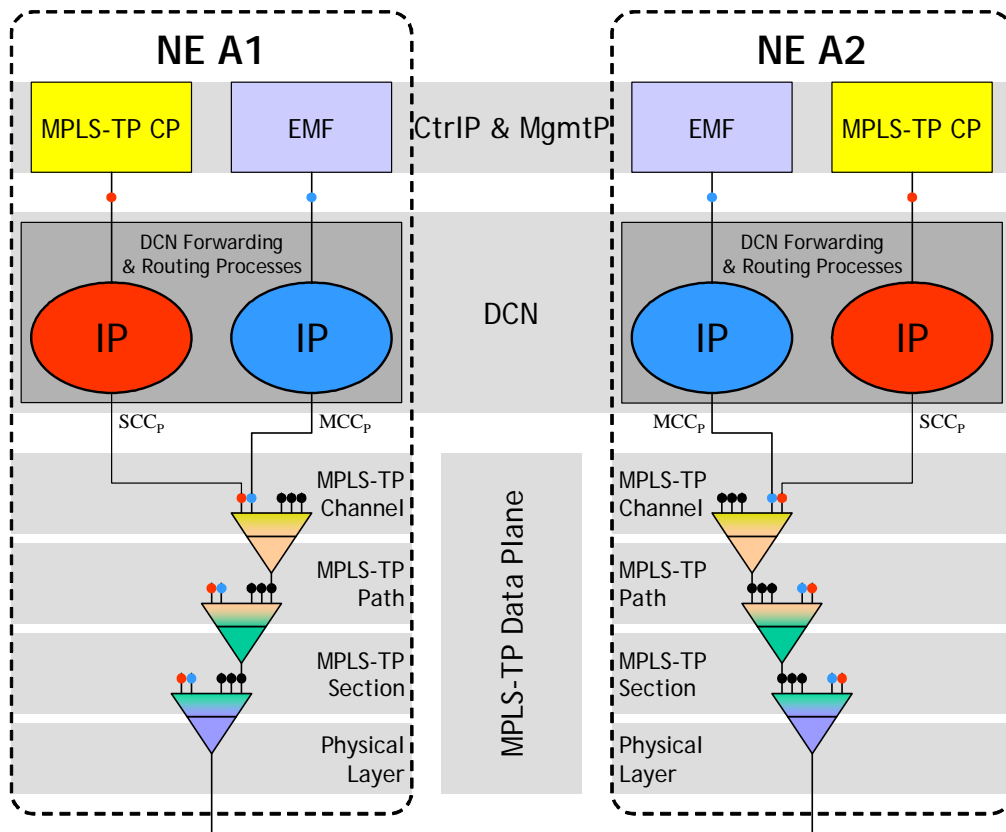 NE A1
NE A2
MPLS-TP CP
EMF
CtrlP & MgmtP
EMF
MPLS-TP CP
DCN Forwarding
& Routing Processes
IP
IP
DCN
DCN Forwarding
& Routing Processes
IP
IP
SCCP
MCCP
MCCP
SCCP
MPLS-TP
Channel
MPLS-TP
Path
MPLS-TP
Section
Physical
Layer
MPLS-TP Data Plane
MPLS-TP
Channel
MPLS-TP
Path
MPLS-TP
Section
Physical
Layer